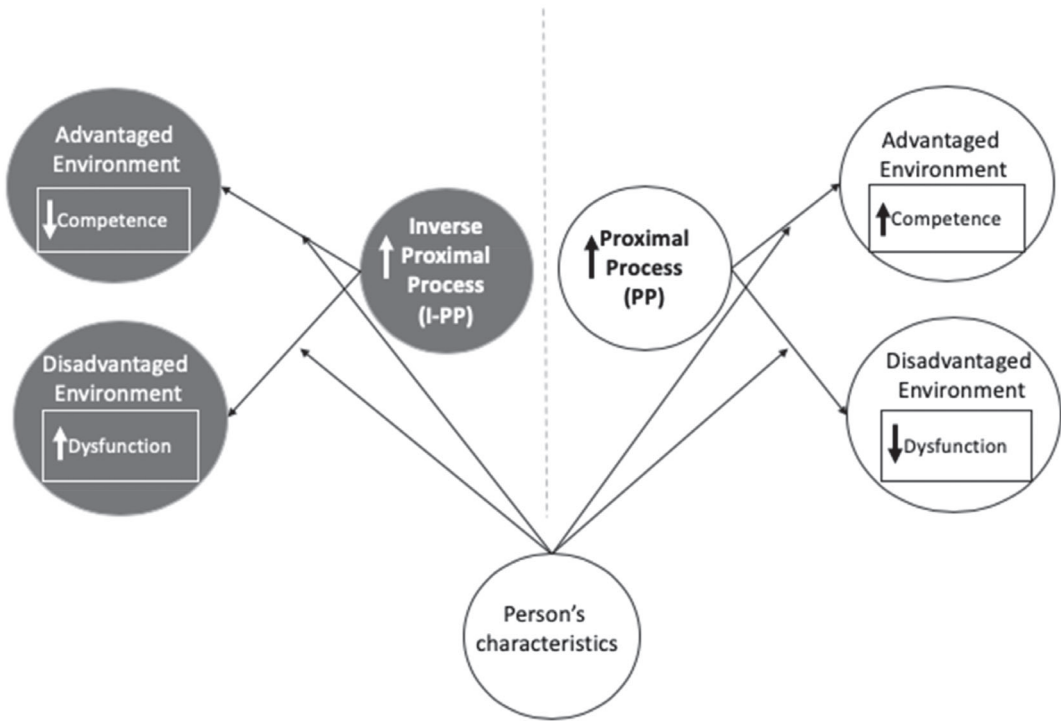 Advantaged
Environment
Competence
Disadvantaged
Environment
Dysfunction
Inverse
Proximal
Process
(I-PP)
Proximal
Process
(PP)
Advantaged
Environment
Competence
Disadvantaged
Environment
Dysfunction
Person’s
characteristics